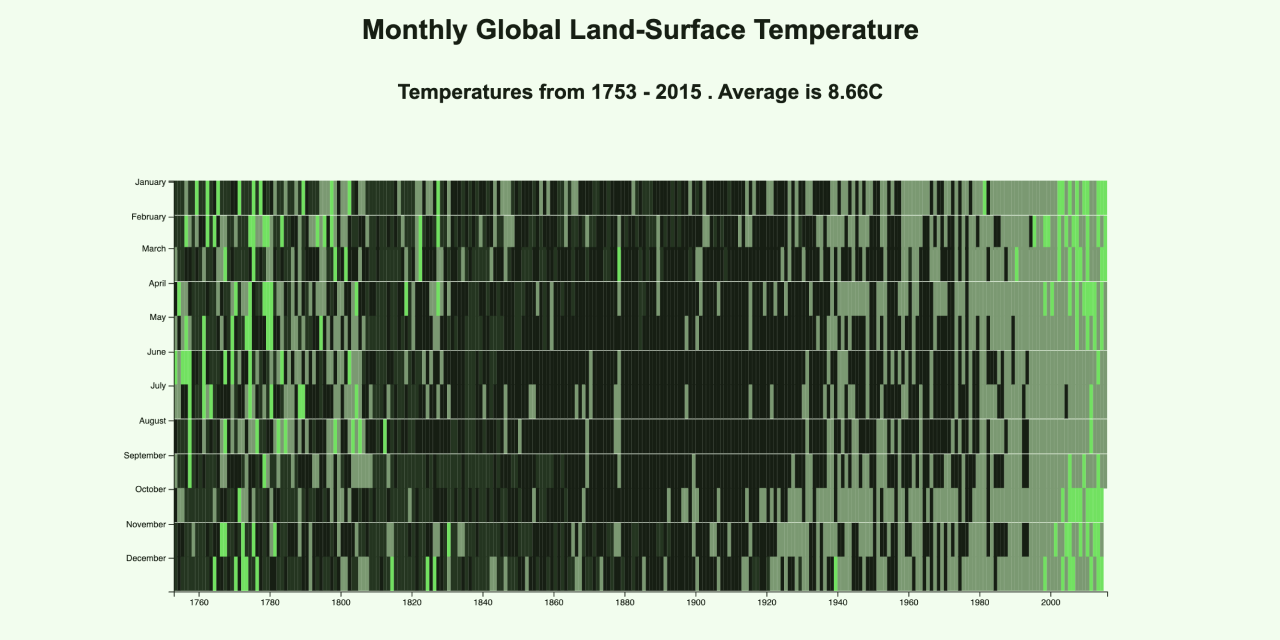 Monthly Global Land-Surface Temperature
Temperatures from 1753 - 2015 . Average is 8.66C
January
February
March
April
May
June
July
August
September
October
November
December
1760 1780 1800 1820 1840 1860 1880 1900 1920 1940 1960 1980 2000